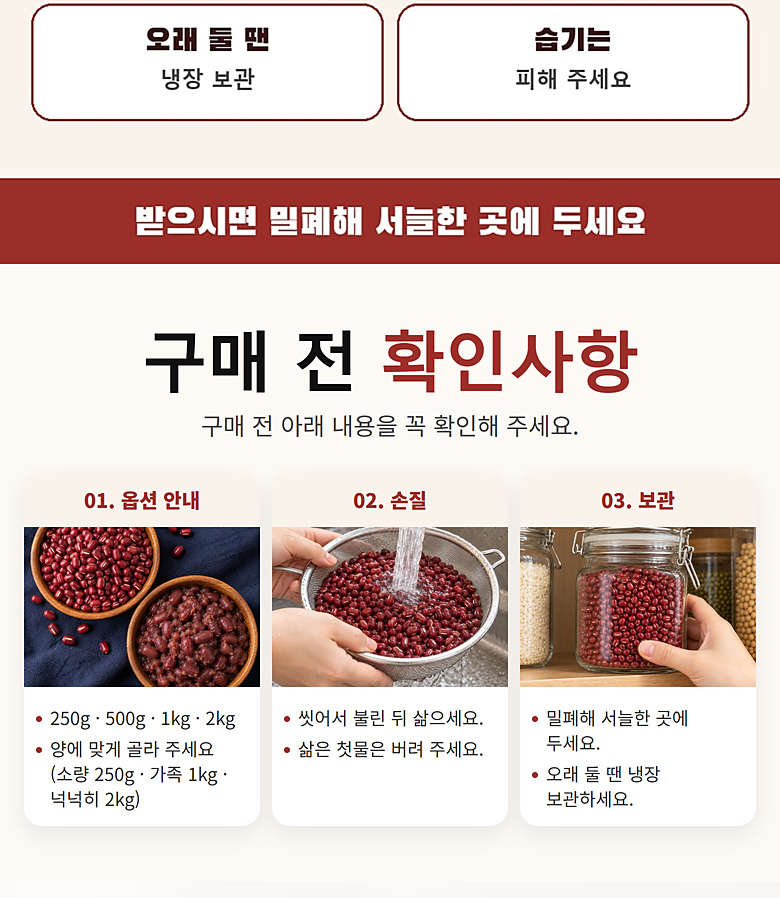 오래 둘 땐
냉장 보관
습기는
피해 주세요
받으시면 밀폐해 서늘한 곳에 두세요
구매 전 확인사항
구매 전 아래 내용을 꼭 확인해 주세요.
01. 옵션 안내
• 250g · 500g · 1kg · 2kg
• 양에 맞게 골라 주세요
(소량 250g · 가족 1kg ·
넉넉히 2kg)
02. 손질
• 씻어서 불린 뒤 삶으세요.
• 삶은 첫물은 버려 주세요.
03. 보관
• 밀폐해 서늘한 곳에
두세요.
• 오래 둘 땐 냉장
보관하세요.